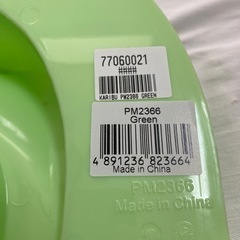 77060021
####
KARIBU PM2366 GREEN
PM2366
Green
4 891236 823664
Made in China
PM2366
Made in China